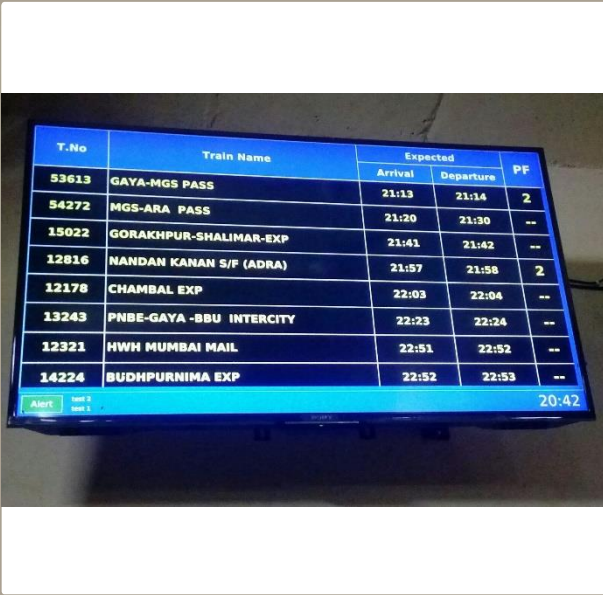 T.No Train Name Expected PF
Arrival Departure
53613 GAYA-MGS PASS 21:13 21:14 2
54272 MGS-ARA PASS 21:20 21:30 --
15022 GORAKHPUR-SHALIMAR-EXP 21:41 21:42 --
12816 NANDAN KANAN S/F (ADRA) 21:57 21:58 2
12178 CHAMBAL EXP 22:03 22:04 --
13243 PNBE-GAYA -BBU INTERCITY 22:23 22:24 --
12321 HWH MUMBAI MAIL 22:51 22:52 --
14224 BUDHPURNIMA EXP 22:52 22:53 --
Alert test 2
test 1
20:42